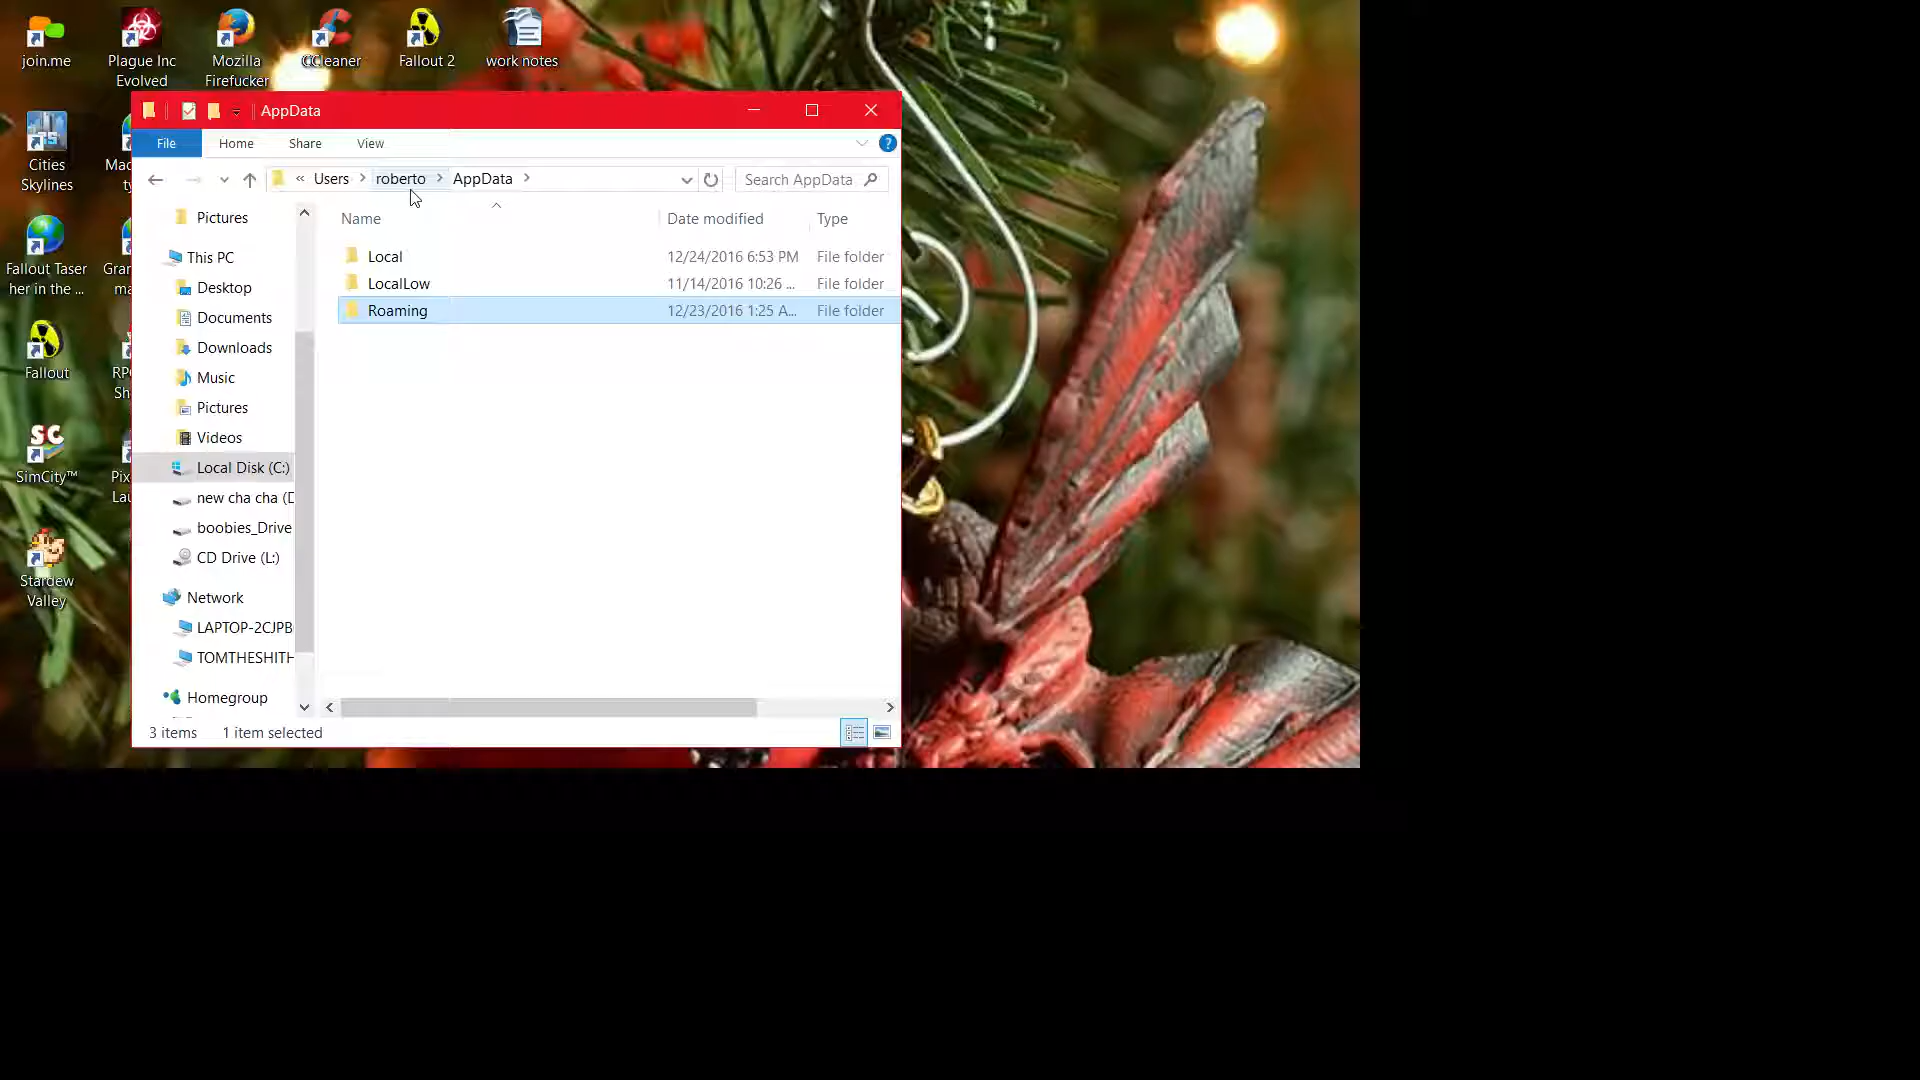 join.me
Plague Inc
Evolved
Mozilla
Firefucker
CCleaner
Fallout 2
work notes
Cities
Skylines
Fallout Taser
her in the ...
Fallout
SimCity™
Stardew
Valley
AppData
File
Home
Share
View
?
« Users > roberto > AppData >
Search AppData
Pictures
This PC
Desktop
Documents
Downloads
Music
Pictures
Videos
Local Disk (C:)
new cha cha (D
boobies_Drive
CD Drive (L:)
Network
LAPTOP-2CJPB
TOMTHESHITH
Homegroup
Name Date modified Type
Local 12/24/2016 6:53 PM File folder
LocalLow 11/14/2016 10:26 ... File folder
Roaming 12/23/2016 1:25 A... File folder
3 items 1 item selected